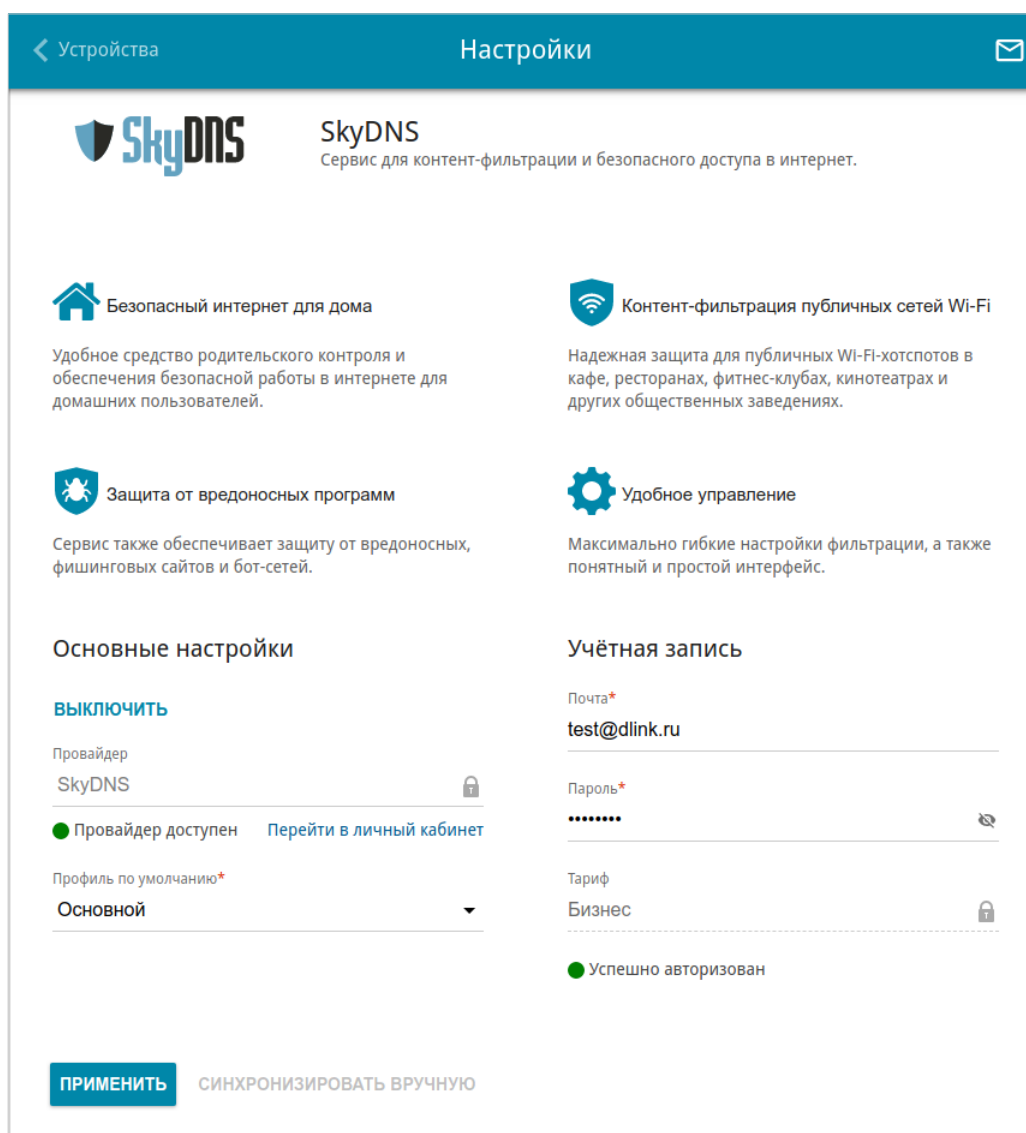 Устройства
Настройки
SkyDNS
SkyDNS
Сервис для контент-фильтрации и безопасного доступа в интернет.
Безопасный интернет для дома
Удобное средство родительского контроля и
обеспечения безопасной работы в интернете для
домашних пользователей.
Контент-фильтрация публичных сетей Wi-Fi
Надежная защита для публичных Wi-Fi-хотспотов в
кафе, ресторанах, фитнес-клубах, кинотеатрах и
других общественных заведениях.
Защита от вредоносных программ
Сервис также обеспечивает защиту от вредоносных,
фишинговых сайтов и бот-сетей.
Удобное управление
Максимально гибкие настройки фильтрации, а также
понятный и простой интерфейс.
Основные настройки
ВЫКЛЮЧИТЬ
Провайдер
SkyDNS
Провайдер доступен Перейти в личный кабинет
Профиль по умолчанию*
Основной
Учётная запись
Почта*
test@dlink.ru
Пароль*
••••••••
Тариф
Бизнес
Успешно авторизован
ПРИМЕНИТЬ СИНХРОНИЗИРОВАТЬ ВРУЧНУЮ